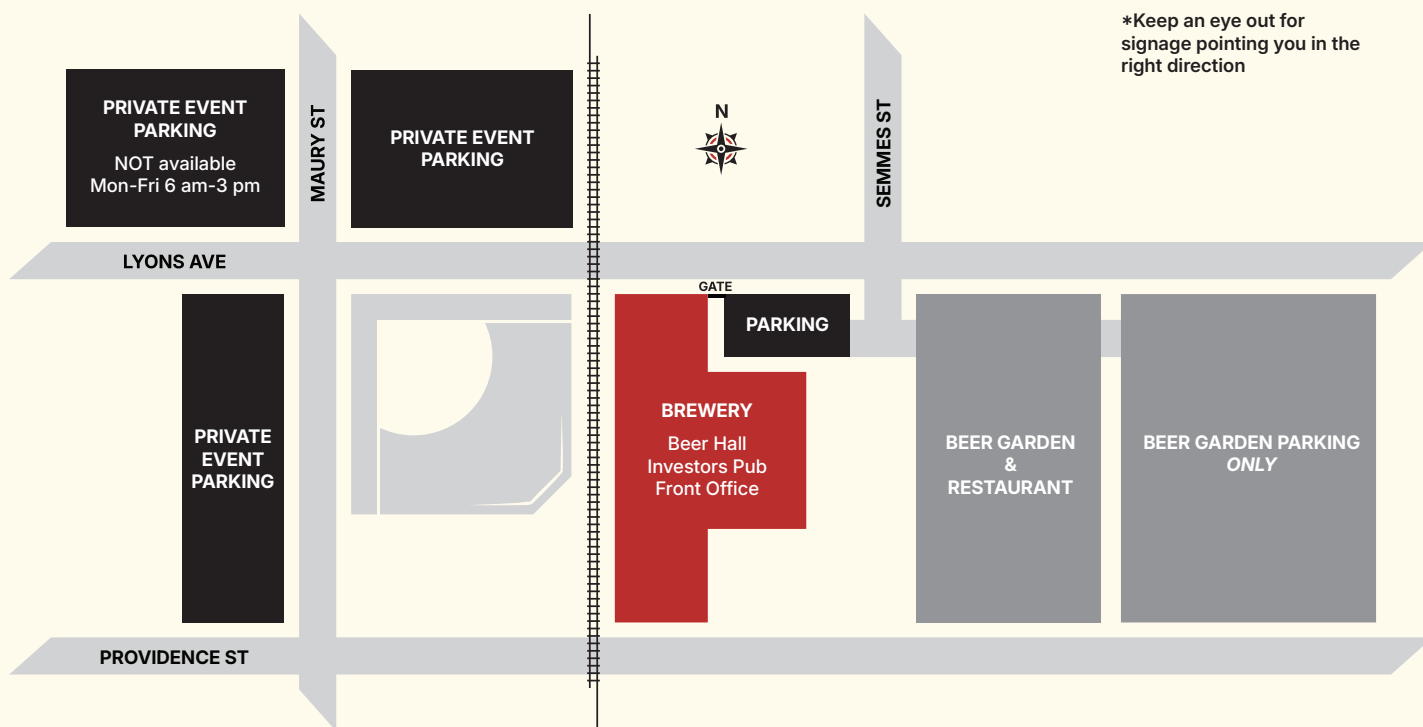 *Keep an eye out for
signage pointing you in the
right direction
PRIVATE EVENT
PARKING
NOT available
Mon-Fri 6 am-3 pm
MAURY ST
PRIVATE EVENT
PARKING
N
SEMMES ST
LYONS AVE
GATE
PARKING
PRIVATE
EVENT
PARKING
BREWERY
Beer Hall
Investors Pub
Front Office
BEER GARDEN
&
RESTAURANT
BEER GARDEN PARKING
ONLY
PROVIDENCE ST